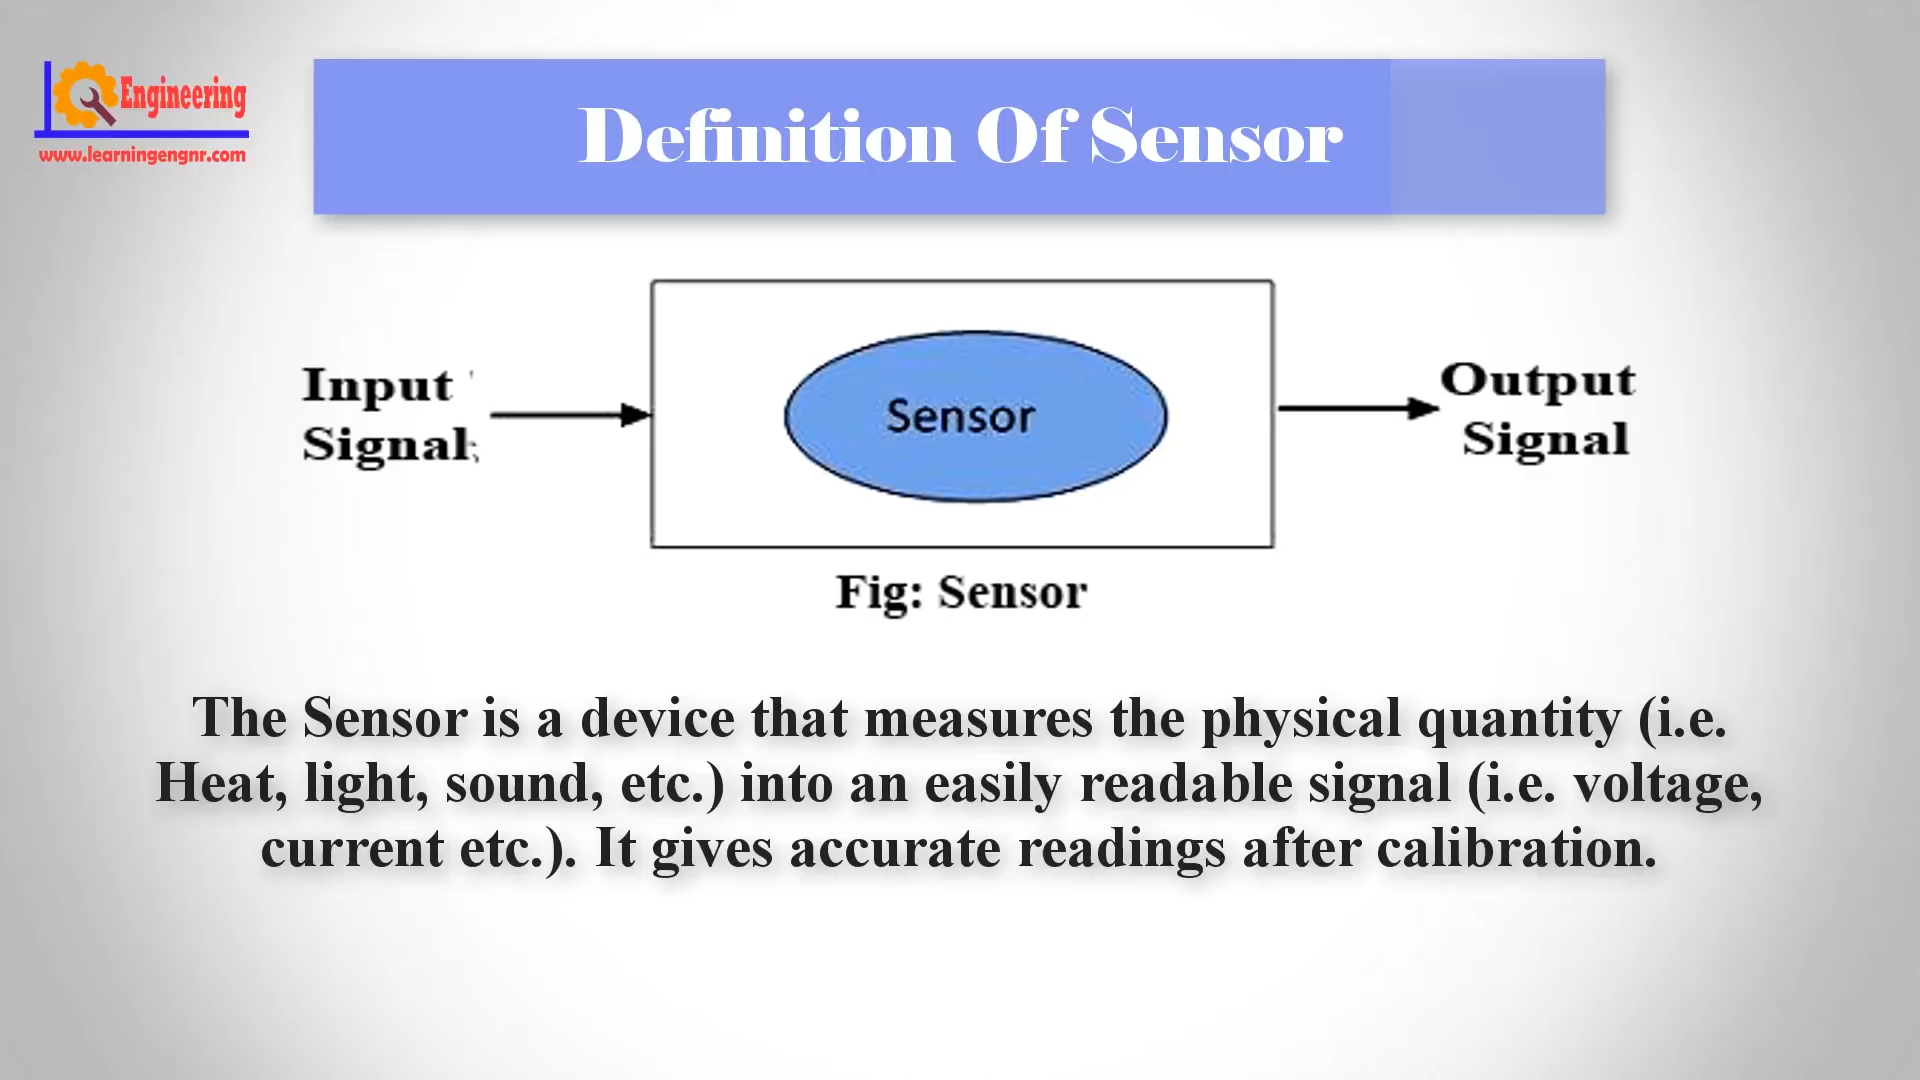 Engineering
www.learningengnr.com
Definition Of Sensor
Input
Signal
Sensor
Output
Signal
Fig: Sensor
The Sensor is a device that measures the physical quantity (i.e.
Heat, light, sound, etc.) into an easily readable signal (i.e. voltage,
current etc.). It gives accurate readings after calibration.